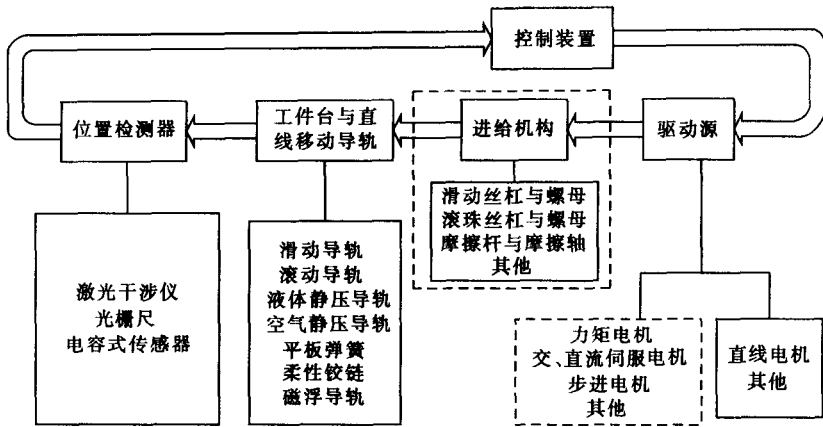 控制装置
位置检测器
工件台与直
线移动导轨
进给机构
驱动源
激光干涉仪
光栅尺
电容式传感器
滑动导轨
滚动导轨
液体静压导轨
空气静压导轨
平板弹簧
柔性铰链
磁浮导轨
滑动丝杠与螺母
滚珠丝杠与螺母
摩擦杆与摩擦轴
其他
力矩电机
交、直流伺服电机
步进电机
其他
直线电机
其他